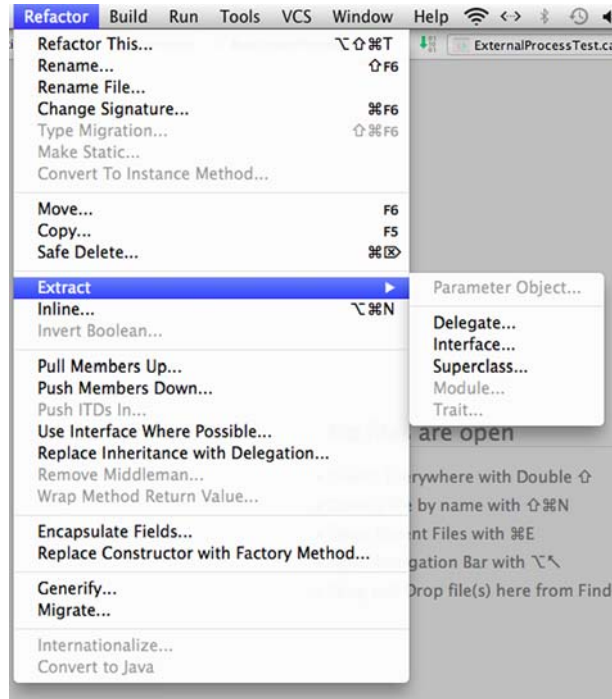 Refactor Build Run Tools VCS Window Help
ExternalProcessTest.ca
Refactor This... ⌥⇧⌘T
Rename... ⇧F6
Rename File...
Change Signature... ⌘F6
Type Migration... ⇧⌘F6
Make Static...
Convert To Instance Method...
Move... F6
Copy... F5
Safe Delete... ⌘⌦
Extract ▶
Inline... ⌥⌘N
Invert Boolean...
Pull Members Up...
Push Members Down...
Push ITDs In...
Use Interface Where Possible...
Replace Inheritance with Delegation...
Remove Middleman...
Wrap Method Return Value...
Encapsulate Fields...
Replace Constructor with Factory Method...
Generify...
Migrate...
Internationalize...
Convert to Java
Parameter Object...
Delegate...
Interface...
Superclass...
Module...
Trait...
are open
with Double ⇧
by name with ⇧⌘N
Files with ⌘E
Bar with ⌥↖
Drop file(s) here from Find